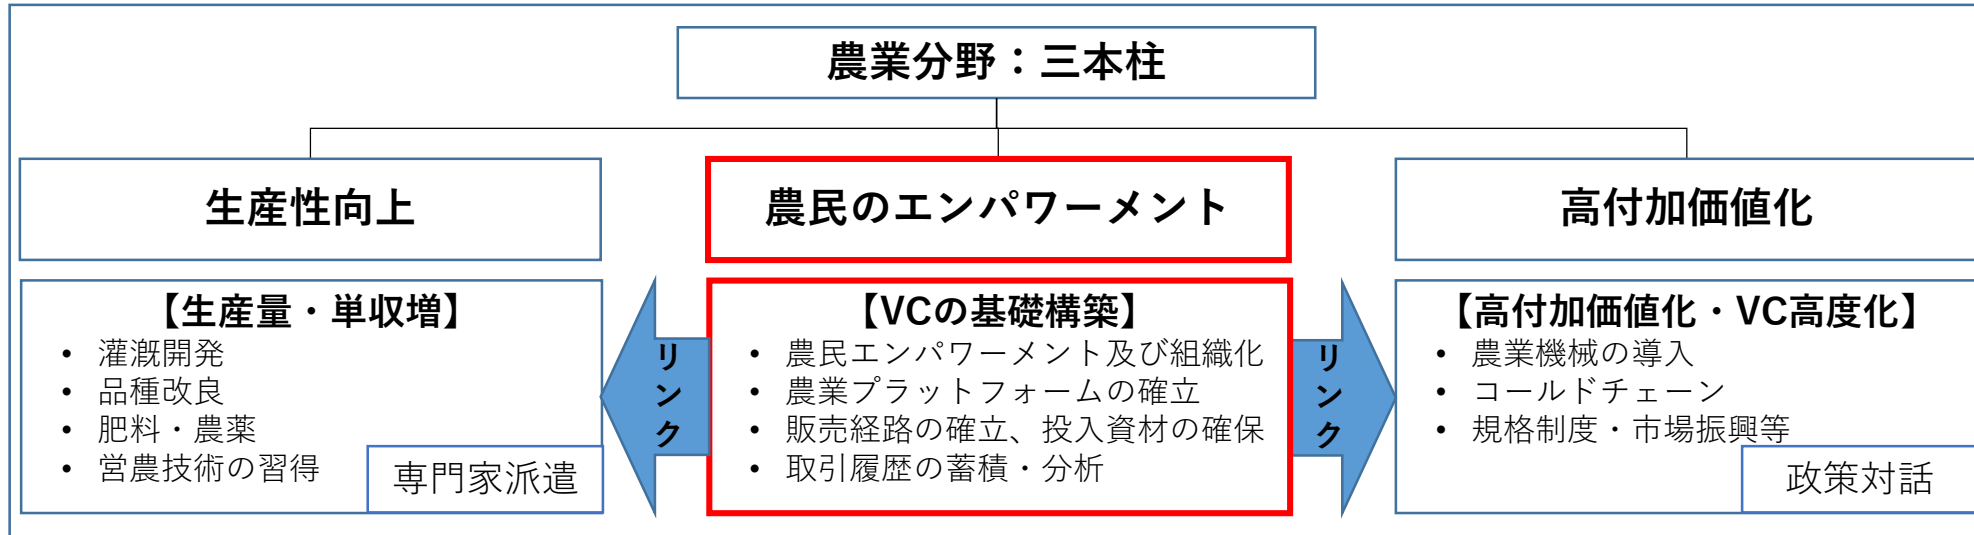 農業分野：三本柱
生産性向上
農民のエンパワーメント
高付加価値化
【生産量・単収増】
• 灌漑開発
• 品種改良
• 肥料・農薬
• 営農技術の習得
専門家派遣
リンク
【VCの基礎構築】
• 農民エンパワーメント及び組織化
• 農業プラットフォームの確立
• 販売経路の確立、投入資材の確保
• 取引履歴の蓄積・分析
リンク
【高付加価値化・VC高度化】
• 農業機械の導入
• コールドチェーン
• 規格制度・市場振興等
政策対話